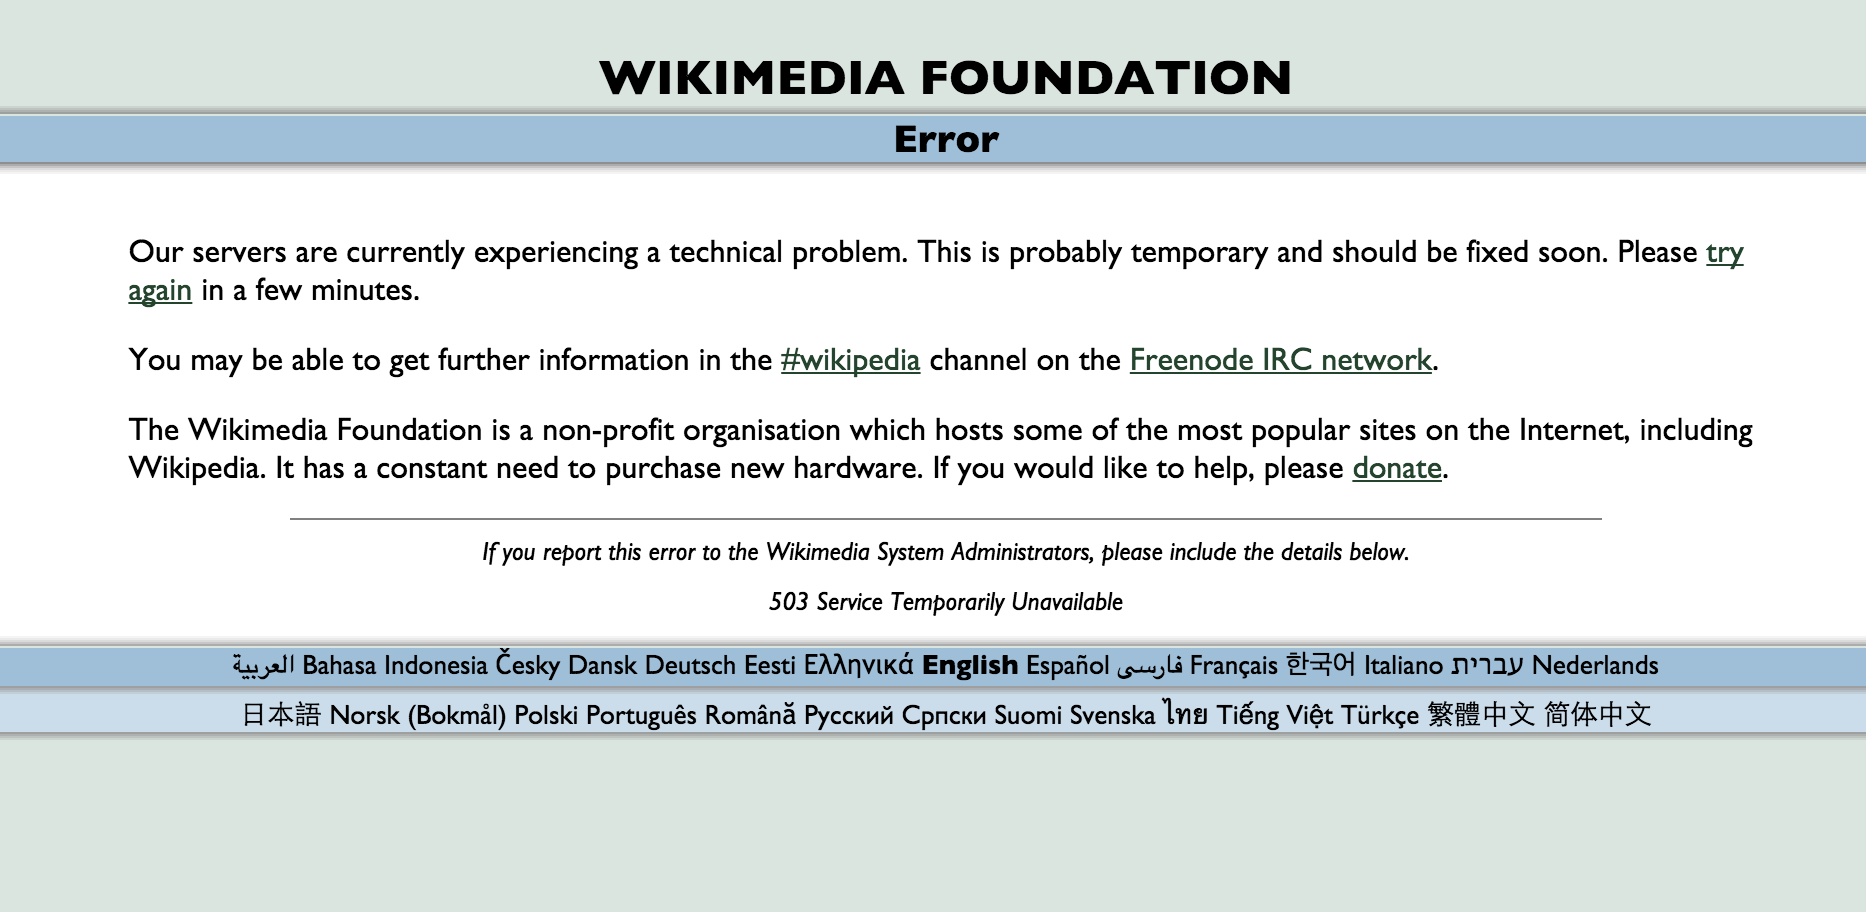 WIKIMEDIA FOUNDATION
Error
Our servers are currently experiencing a technical problem. This is probably temporary and should be fixed soon. Please try
again in a few minutes.
You may be able to get further information in the #wikipedia channel on the Freenode IRC network.
The Wikimedia Foundation is a non-profit organisation which hosts some of the most popular sites on the Internet, including
Wikipedia. It has a constant need to purchase new hardware. If you would like to help, please donate.
If you report this error to the Wikimedia System Administrators, please include the details below.
503 Service Temporarily Unavailable
العربية Bahasa Indonesia Česky Dansk Deutsch Eesti Ελληνικά English Español فارسی Français 한국어 Italiano עברית Nederlands
日本語 Norsk (Bokmål) Polski Português Română Русский Српски Suomi Svenska ไทย Tiếng Việt Türkçe 繁體中文 简体中文